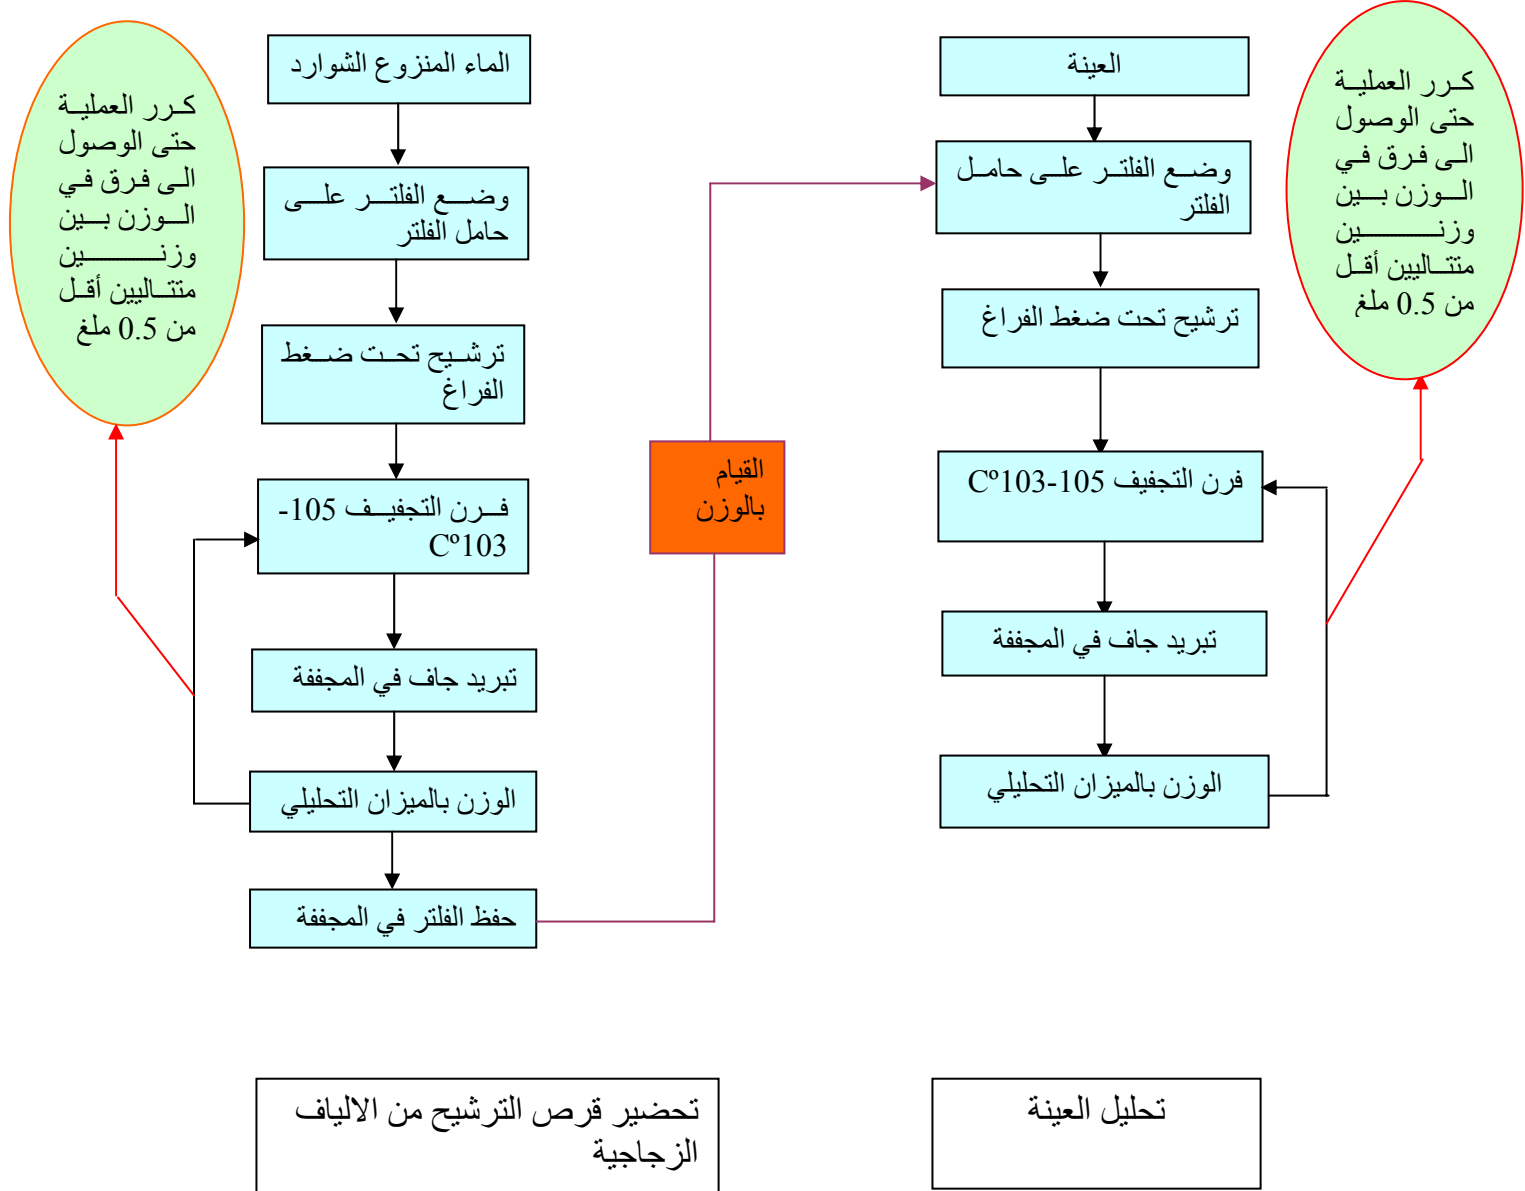 العينة
وضع الفلتر على حامل
الفلتر
ترشيح تحت ضغط الفراغ
فرن التجفيف 105-103ºC
تبريد جاف في المجففة
الوزن بالميزان التحليلي
كرر العملية
حتى الوصول
الى فرق في
الوزن بين
وزنين
متتاليين أقل
من 0.5 ملغ
القيام
بالوزن
الماء المنزوع الشوارد
وضع الفلتر على
حامل الفلتر
ترشيح تحت ضغط
الفراغ
فرن التجفيف 105-
103ºC
تبريد جاف في المجففة
الوزن بالميزان التحليلي
حفظ الفلتر في المجففة
كرر العملية
حتى الوصول
الى فرق في
الوزن بين
وزنين
متتاليين أقل
من 0.5 ملغ
تحليل العينة
تحضير قرص الترشيح من الالياف
الزجاجية